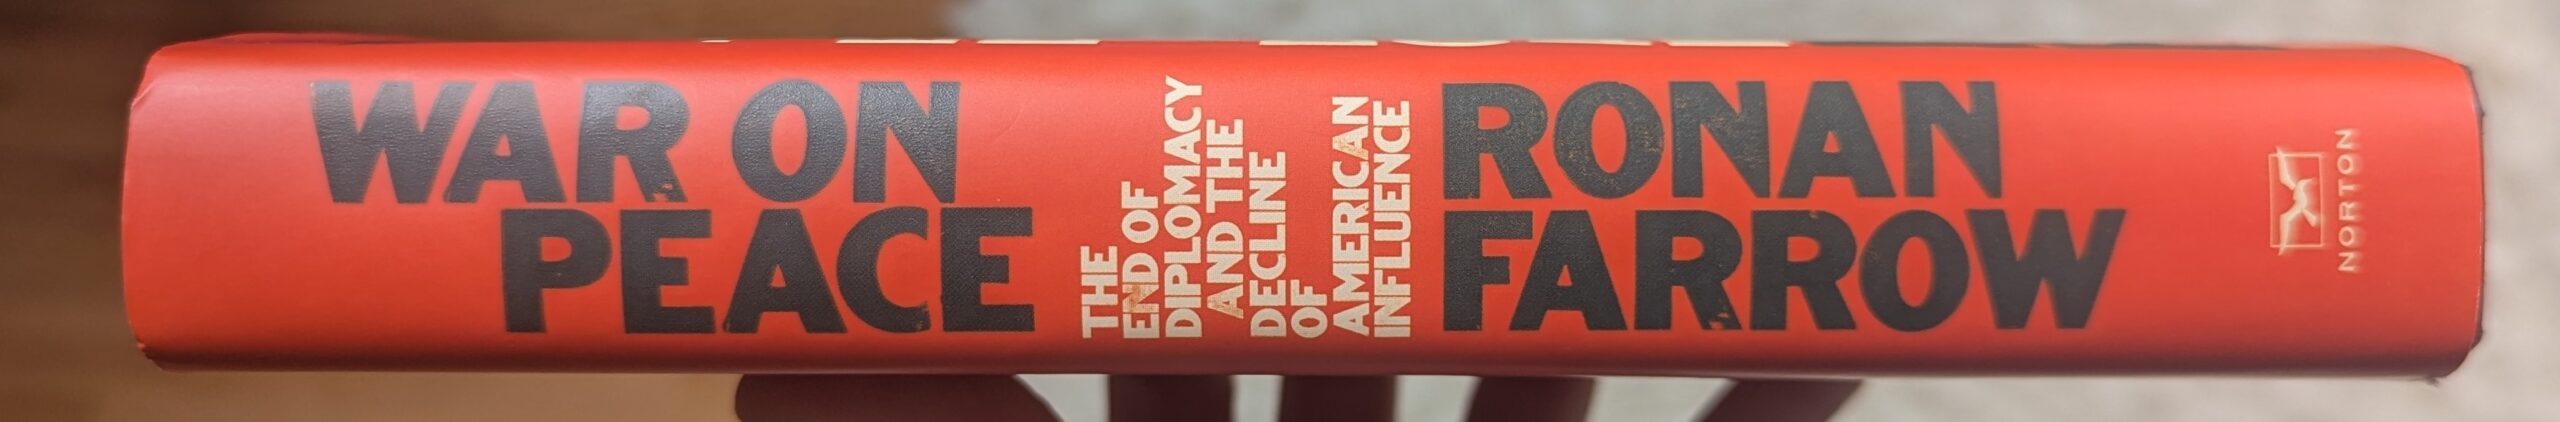 WAR ON
PEACE
THE
END OF
DIPLOMACY
AND THE
DECLINE
OF
AMERICAN
INFLUENCE
RONAN
FARROW
NORTON